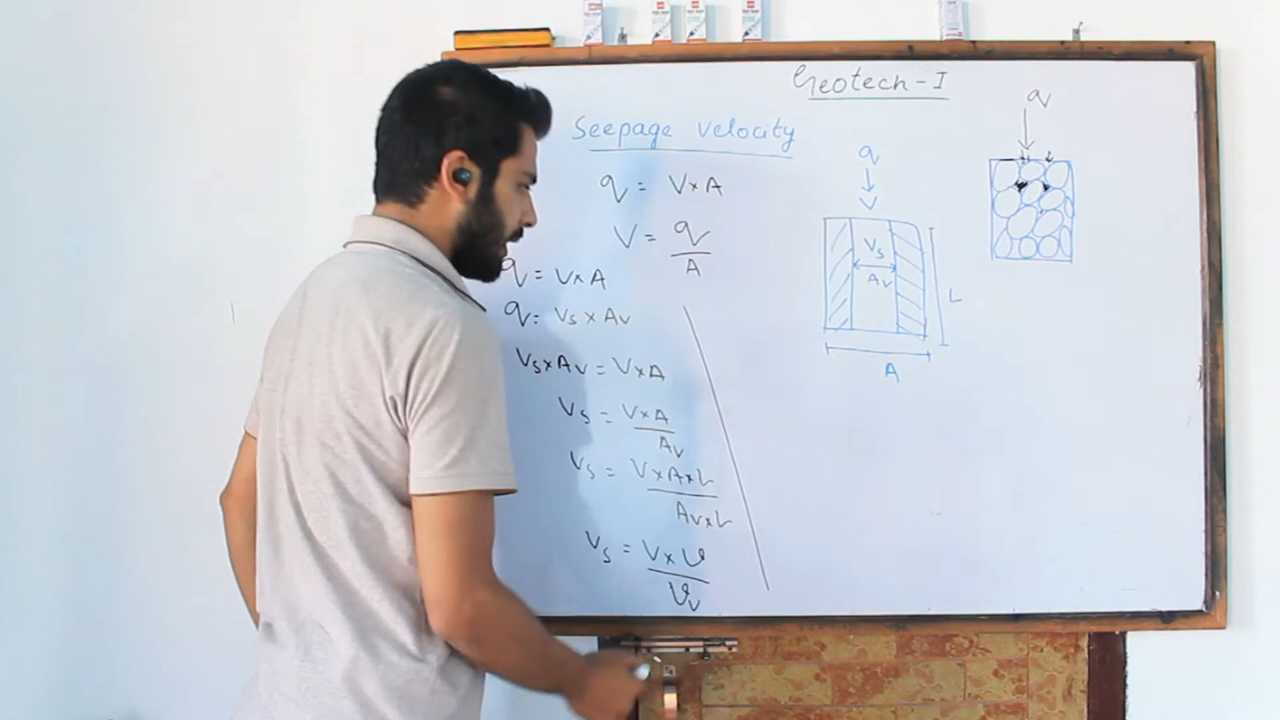 Geotech-I
Seepage velocity
q = V×A
V = q
A
q = V×A
q = Vs × Av
Vs×Av = V×A
Vs = V×A
Av
Vs = V×A×L
Av×L
Vs = V×V
Vv
q
Vs
Av
L
A
q